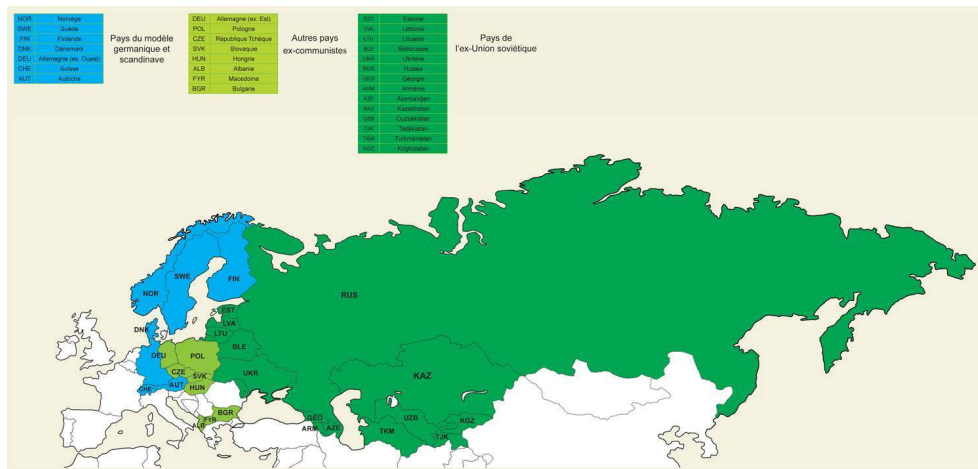 NOR Norvège
SWE Suède
FIN Finlande
DNK Danemark
DEU Allemagne (ex. Ouest)
CHE Suisse
AUT Autriche
Pays du modèle
germanique et
scandinave
DEU Allemagne (ex. Est)
POL Pologne
CZE République Tchèque
SVK Slovaquie
HUN Hongrie
ALB Albanie
FYR Macedoine
BGR Bulgarie
Autres pays
ex-communistes
EST Estonie
LVA Lettonie
LTU Lituanie
BLE Biélorussie
UKR Ukraine
RUS Russie
GEO Géorgie
ARM Arménie
AZE Azerbaïdjan
KAZ Kazakhstan
UZB Ouzbékistan
TJK Tadjikistan
TKM Turkménistan
KGZ Kirghizistan
Pays de
l'ex-Union soviétique
NOR
SWE
FIN
RUS
EST
LVA
LTU
BLE
DNK
DEU
POL
CZE
SVK
UKR
KAZ
CHE
AUT
HUN
BGR
FYR
ALB
GEO
ARM
AZE
UZB
TKM
KGZ
TJK